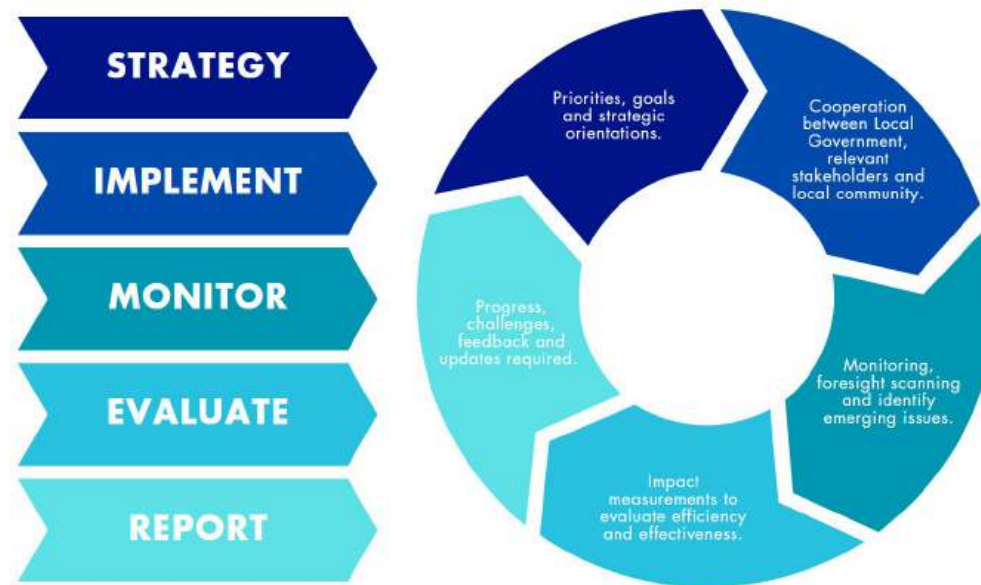 STRATEGY
IMPLEMENT
MONITOR
EVALUATE
REPORT
Priorities, goals
and strategic
orientations.
Cooperation
between Local
Government,
relevant
stakeholders and
local community.
Monitoring,
foresight scanning
and identify
emerging issues.
Impact
measurements to
evaluate efficiency
and effectiveness.
Progress,
challenges,
feedback and
updates required.